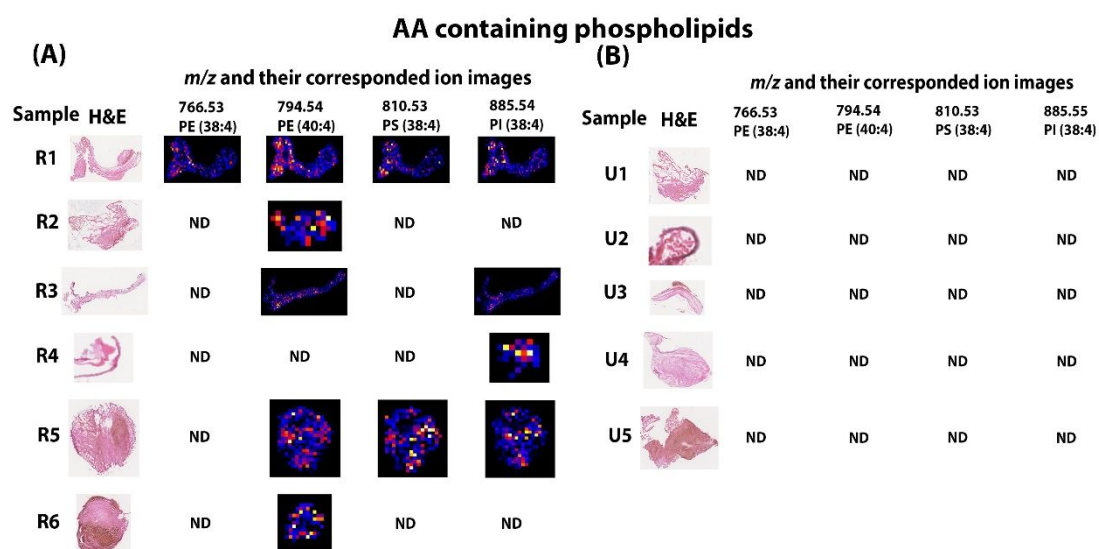 AA containing phospholipids
(A)
m/z and their corresponded ion images
Sample H&E 766.53 794.54 810.53 885.54
PE (38:4) PE (40:4) PS (38:4) PI (38:4)
R1
R2 ND ND ND
R3 ND ND
R4 ND ND ND
R5 ND
R6 ND ND ND
(B)
m/z and their corresponded ion images
Sample H&E 766.53 794.54 810.53 885.55
PE (38:4) PE (40:4) PS (38:4) PI (38:4)
U1 ND ND ND ND
U2 ND ND ND ND
U3 ND ND ND ND
U4 ND ND ND ND
U5 ND ND ND ND